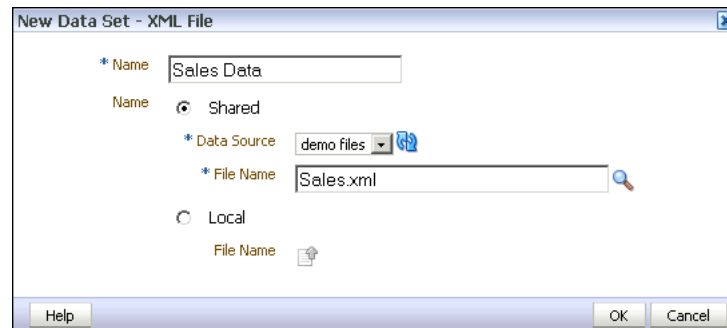 New Data Set - XML File
* Name Sales Data
Name Shared
* Data Source demo files
* File Name Sales.xml
Local
File Name
Help OK Cancel